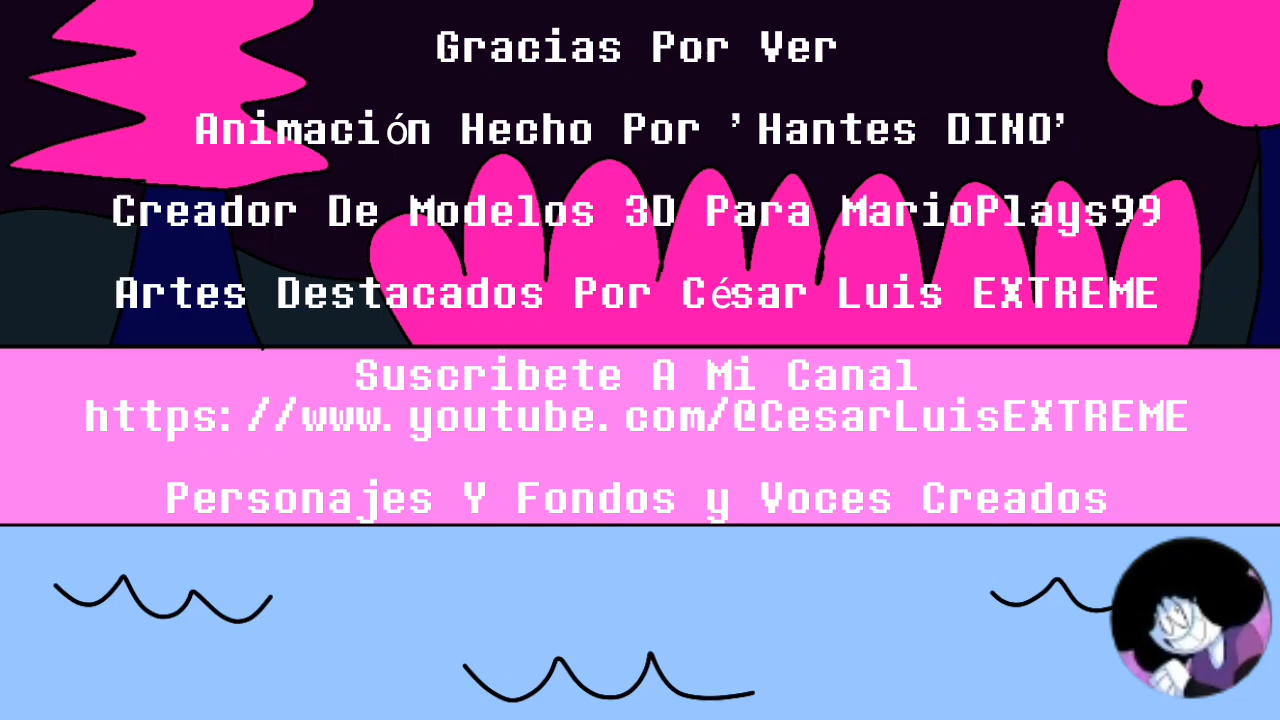 Gracias Por Ver
Animación Hecho Por 'Hantes DINO'
Creador De Modelos 3D Para MarioPlays99
Artes Destacados Por César Luis EXTREME
Suscribete A Mi Canal
https://www.youtube.com/@CesarLuisEXTREME
Personajes Y Fondos y Voces Creados